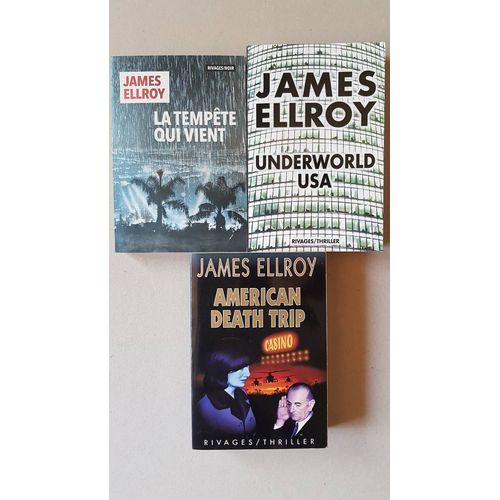 RIVAGES/NOIR
JAMES
ELLROY
LA TEMPÊTE
QUI VIENT
JAMES
ELLROY
UNDERWORLD
USA
RIVAGES/THRILLER
JAMES ELLROY
AMERICAN
DEATH TRIP
CASINO
RIVAGES/THRILLER